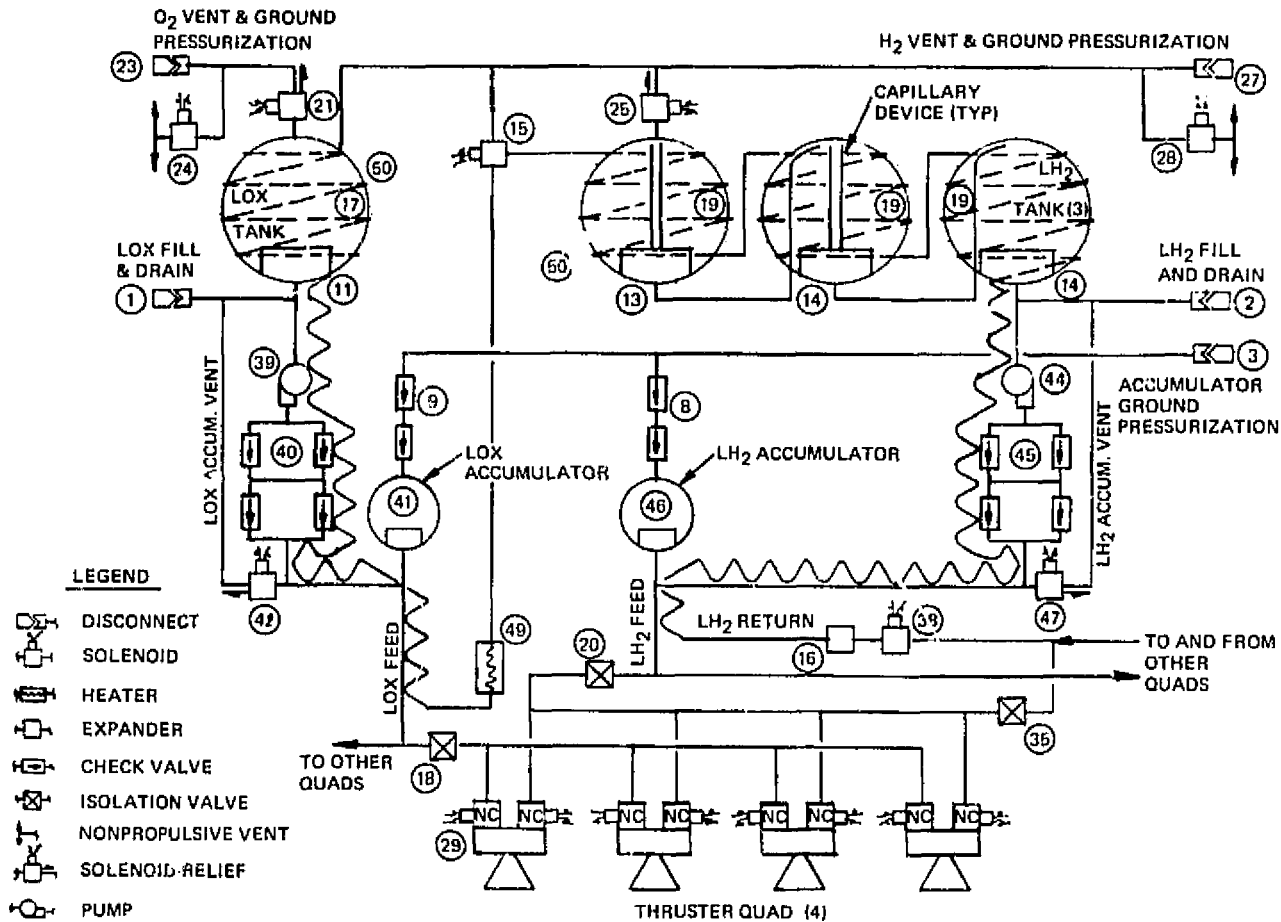 O2 VENT & GROUND
PRESSURIZATION
H2 VENT & GROUND PRESSURIZATION
23
27
21
25
CAPILLARY
DEVICE (TYP)
15
24
28
50
LOX
17
TANK
19
19
19
LH2
TANK (3)
LOX FILL
& DRAIN
50
LH2 FILL
AND DRAIN
1
11
13
14
14
2
3
39
9
8
44
ACCUMULATOR
GROUND
PRESSURIZATION
LOX ACCUM. VENT
40
LOX
ACCUMULATOR
LH2 ACCUMULATOR
45
LH2 ACCUM. VENT
41
46
42
47
LEGEND
DISCONNECT
SOLENOID
HEATER
EXPANDER
CHECK VALVE
ISOLATION VALVE
NONPROPULSIVE VENT
SOLENOID-RELIEF
PUMP
LOX FEED
49
LH2 FEED
LH2 RETURN
38
20
16
TO AND FROM
OTHER
QUADS
36
TO OTHER
QUADS
18
29
NC NC NC NC NC NC NC NC
THRUSTER QUAD (4)